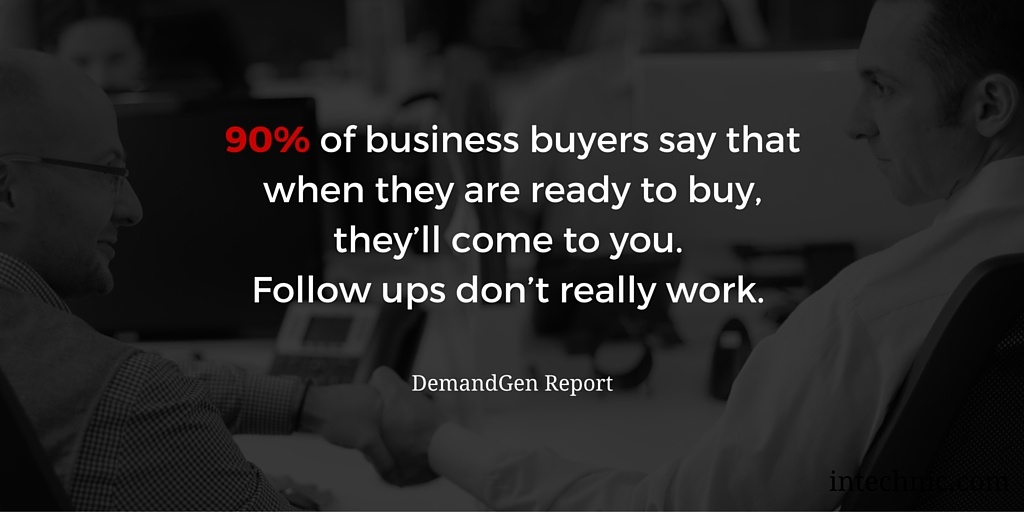 90% of business buyers say that
when they are ready to buy,
they’ll come to you.
Follow ups don’t really work.
DemandGen Report
intechnic.com